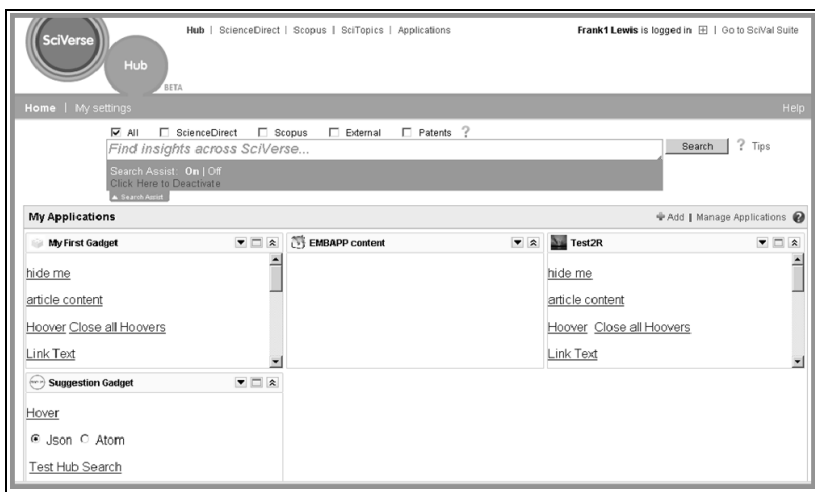 SciVerse
Hub
BETA
Hub | ScienceDirect | Scopus | SciTopics | Applications
Frank1 Lewis is logged in | Go to SciVal Suite
Home | My settings
Help
All ScienceDirect Scopus External Patents ?
Find insights across SciVerse...
Search ? Tips
Search Assist: On | Off
Click Here to Deactivate
Search Assist
My Applications
Add | Manage Applications ?
My First Gadget
hide me
article content
Hoover Close all Hoovers
Link Text
EMBAPP content
Test2R
hide me
article content
Hoover Close all Hoovers
Link Text
Suggestion Gadget
Hover
Json Atom
Test Hub Search